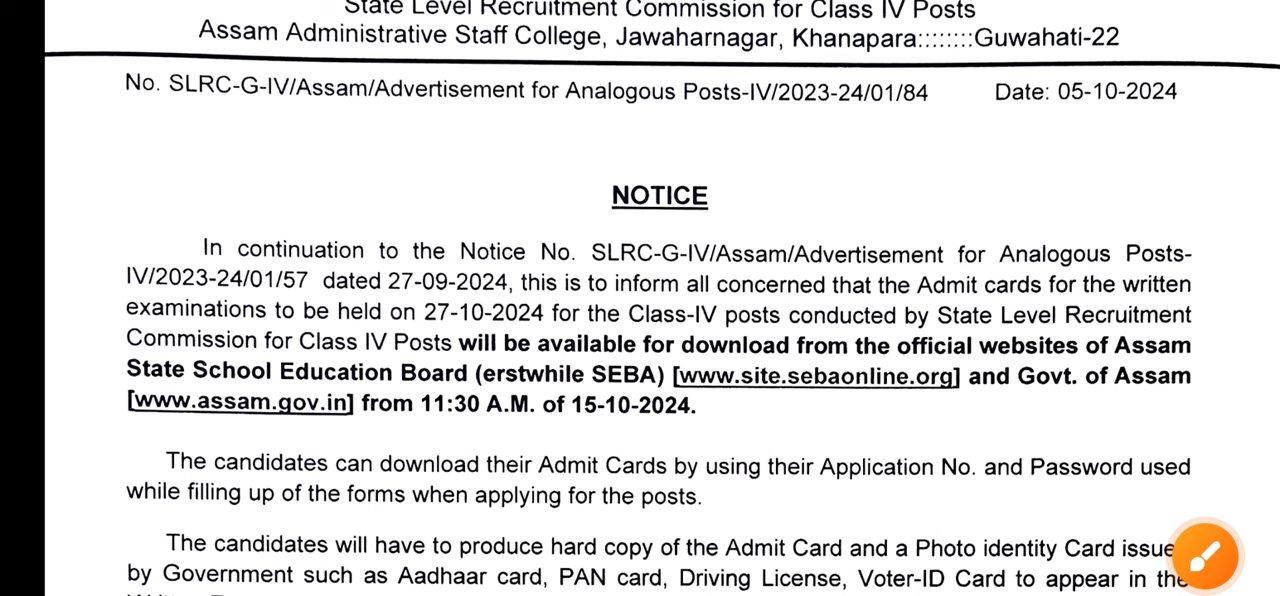 State Level Recruitment Commission for Class IV Posts
Assam Administrative Staff College, Jawaharnagar, Khanapara::::::::Guwahati-22
No. SLRC-G-IV/Assam/Advertisement for Analogous Posts-IV/2023-24/01/84 Date: 05-10-2024
NOTICE
In continuation to the Notice No. SLRC-G-IV/Assam/Advertisement for Analogous Posts-
IV/2023-24/01/57 dated 27-09-2024, this is to inform all concerned that the Admit cards for the written
examinations to be held on 27-10-2024 for the Class-IV posts conducted by State Level Recruitment
Commission for Class IV Posts will be available for download from the official websites of Assam
State School Education Board (erstwhile SEBA) [www.site.sebaonline.org] and Govt. of Assam
[www.assam.gov.in] from 11:30 A.M. of 15-10-2024.
The candidates can download their Admit Cards by using their Application No. and Password used
while filling up of the forms when applying for the posts.
The candidates will have to produce hard copy of the Admit Card and a Photo identity Card issue
by Government such as Aadhaar card, PAN card, Driving License, Voter-ID Card to appear in the